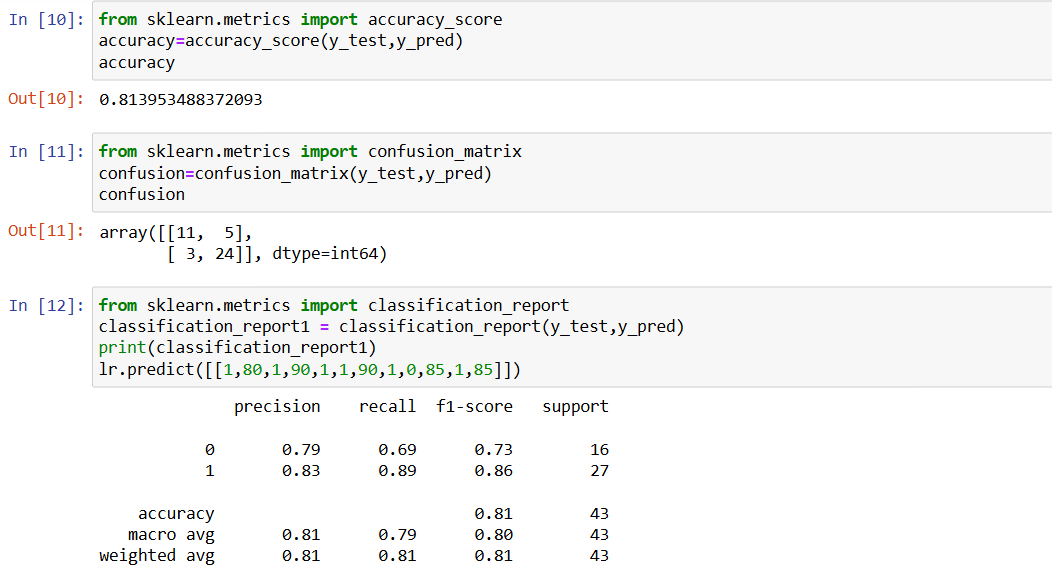 In [10]: from sklearn.metrics import accuracy_score
accuracy=accuracy_score(y_test,y_pred)
accuracy
Out[10]: 0.813953488372093
In [11]: from sklearn.metrics import confusion_matrix
confusion=confusion_matrix(y_test,y_pred)
confusion
Out[11]: array([[11,  5],
       [ 3, 24]], dtype=int64)
In [12]: from sklearn.metrics import classification_report
classification_report1 = classification_report(y_test,y_pred)
print(classification_report1)
lr.predict([[1,80,1,90,1,1,90,1,0,85,1,85]])
              precision    recall  f1-score   support
           0       0.79      0.69      0.73        16
           1       0.83      0.89      0.86        27
    accuracy                           0.81        43
   macro avg       0.81      0.79      0.80        43
weighted avg       0.81      0.81      0.81        43